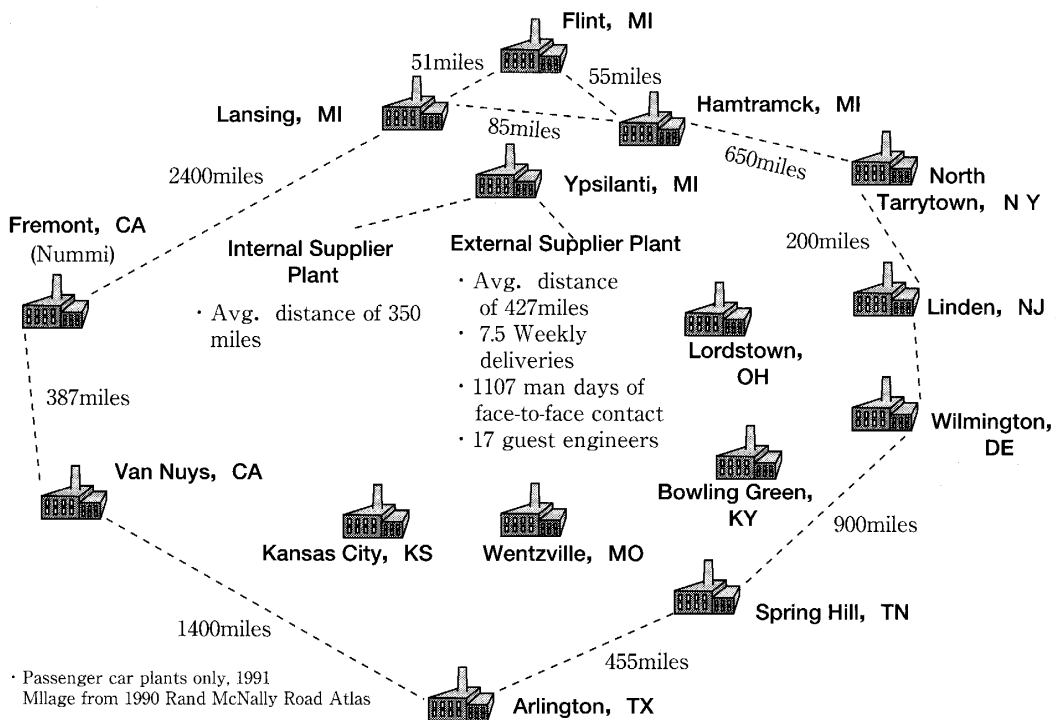 Flint, MI
51miles
55miles
Lansing, MI
Hamtramck, MI
85miles
650miles
2400miles
Ypsilanti, MI
North
Tarrytown, N Y
Fremont, CA
(Nummi)
Internal Supplier
Plant
· Avg. distance of 350
miles
External Supplier Plant
· Avg. distance
of 427miles
· 7.5 Weekly
deliveries
· 1107 man days of
face-to-face contact
· 17 guest engineers
200miles
Linden, NJ
Lordstown,
OH
387miles
Wilmington,
DE
Van Nuys, CA
Bowling Green,
KY
900miles
Kansas City, KS
Wentzville, MO
Spring Hill, TN
1400miles
455miles
· Passenger car plants only, 1991
Mllage from 1990 Rand McNally Road Atlas
Arlington, TX